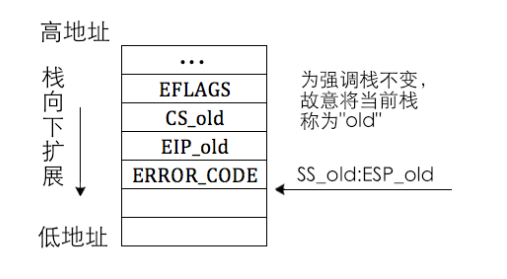 高地址
栈向下扩展
...
EFLAGS
CS_old
EIP_old
ERROR_CODE
低地址
为强调栈不变，
故意将当前栈
称为"old"
SS_old:ESP_old